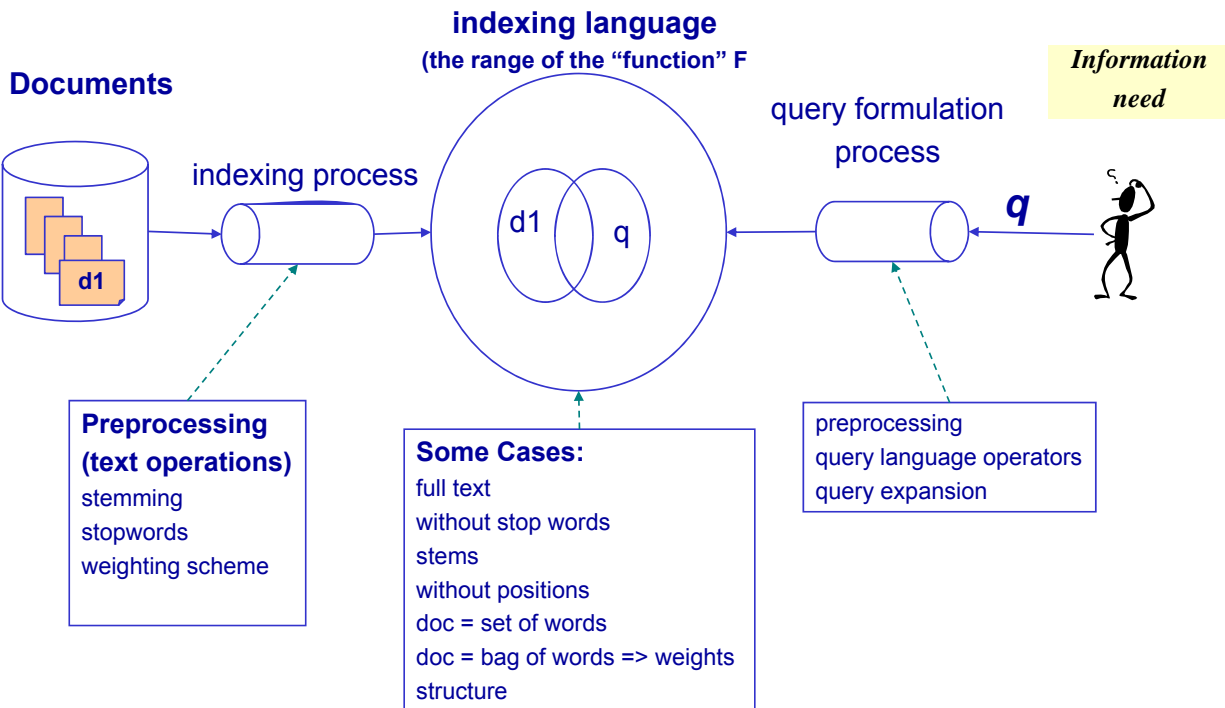 indexing language
(the range of the “function” F
Information
need
Documents
query formulation
process
indexing process
q
d1
q
d1
?
Preprocessing
(text operations)
stemming
stopwords
weighting scheme
Some Cases:
full text
without stop words
stems
without positions
doc = set of words
doc = bag of words => weights
structure
preprocessing
query language operators
query expansion